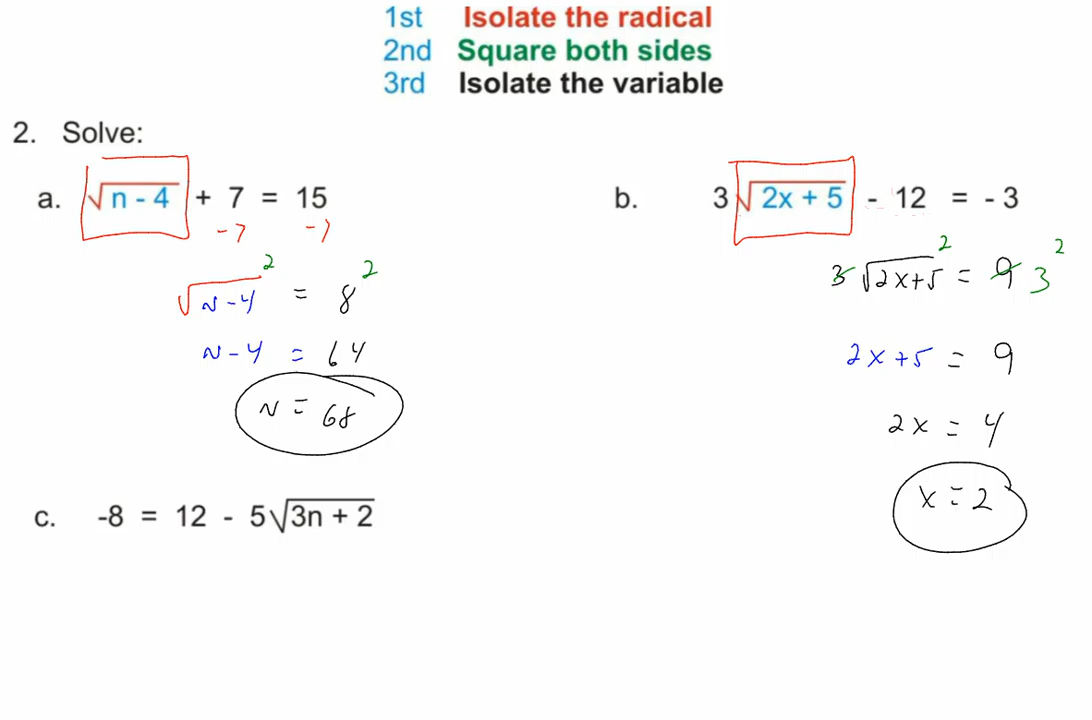 1st Isolate the radical
2nd Square both sides
3rd Isolate the variable
2. Solve:
a. √n - 4 + 7 = 15
-7 -7
√n-4² = 8²
n-4 = 64
n = 68
b. 3√2x + 5 - 12 = - 3
3√2x+5² = 9 3²
2x+5 = 9
2x = 4
x = 2
c. -8 = 12 - 5√3n + 2